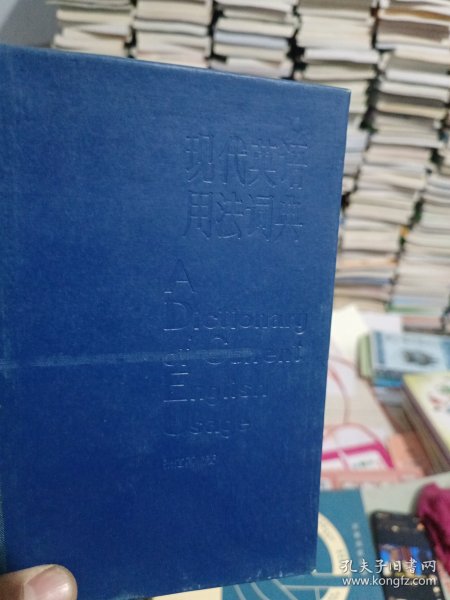 现代英语
用法词典
A
Dictionary
of Current
English
Usage
孔夫子旧书网
www.kongfz.com